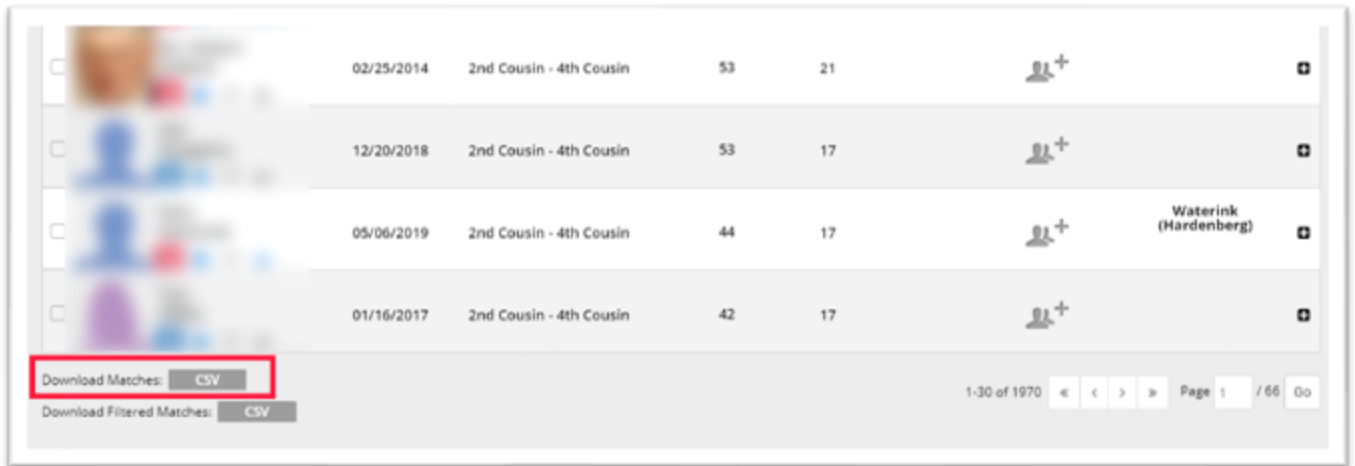 02/25/2014 2nd Cousin - 4th Cousin 53 21
12/20/2018 2nd Cousin - 4th Cousin 53 17
05/06/2019 2nd Cousin - 4th Cousin 44 17 Waterink
(Hardenberg)
01/16/2017 2nd Cousin - 4th Cousin 42 17
Download Matches: CSV
1-30 of 1970 « < > » Page 1 / 66 Go
Download Filtered Matches: CSV